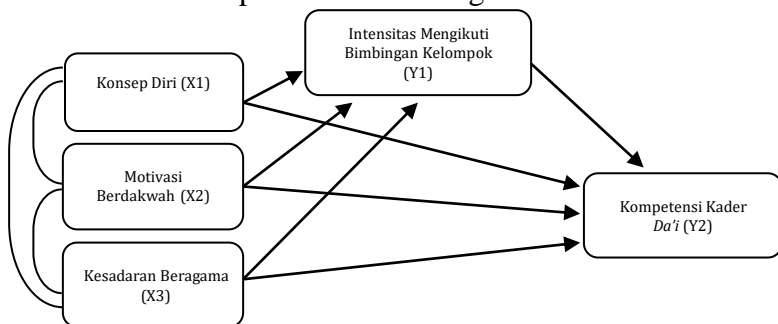 Intensitas Mengikuti
Bimbingan Kelompok
(Y1)
Konsep Diri (X1)
Motivasi
Berdakwah (X2)
Kompetensi Kader
Da'i (Y2)
Kesadaran Beragama
(X3)